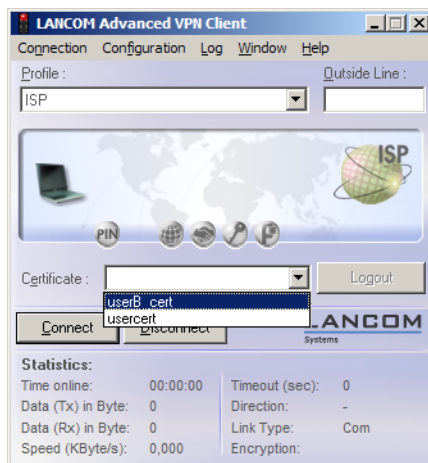 LANCOM Advanced VPN Client
Connection Configuration Log Window Help
Profile : Outside Line :
ISP
ISP
PIN
Certificate : Logout
userB_cert
usercert
Connect Disconnect LANCOM
Systems
Statistics:
Time online: 00:00:00 Timeout (sec): 0
Data (Tx) in Byte: 0 Direction: -
Data (Rx) in Byte: 0 Link Type: Com
Speed (KByte/s): 0,000 Encryption: